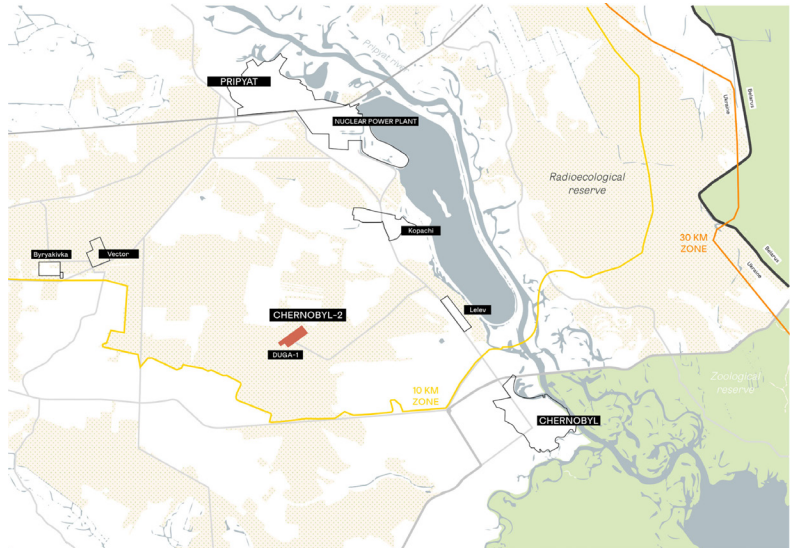 Pripyat river
PRIPYAT
NUCLEAR POWER PLANT
Belarus
Ukraine
Radioecological
reserve
Kopachi
30 KM
ZONE
Byryakivka
Vector
Belarus
Ukraine
Lelev
CHERNOBYL-2
DUGA-1
10 KM
ZONE
Zoological
reserve
CHERNOBYL